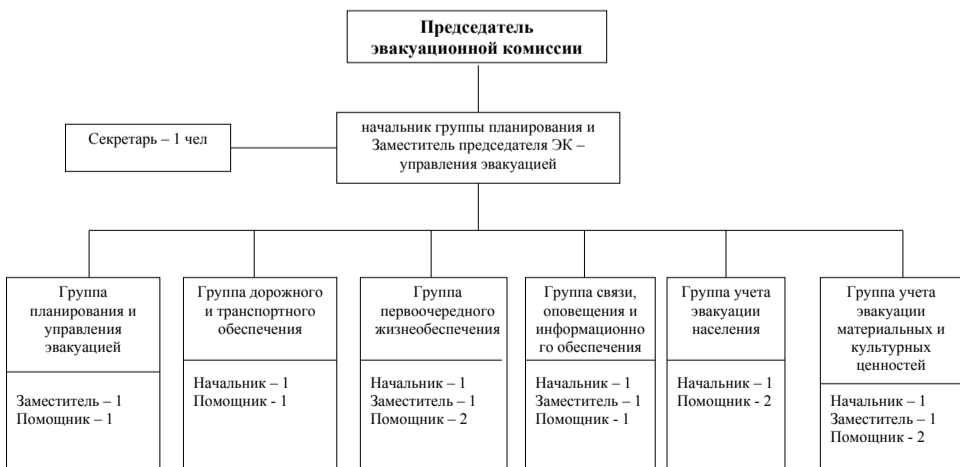 Председатель
эвакуационной комиссии
Секретарь – 1 чел
начальник группы планирования и
Заместитель председателя ЭК –
управления эвакуацией
Группа
планирования и
управления
эвакуацией
Заместитель – 1
Помощник – 1
Группа дорожного
и транспортного
обеспечения
Начальник – 1
Помощник - 1
Группа
первоочередного
жизнеобеспечения
Начальник – 1
Заместитель – 1
Помощник – 2
Группа связи,
оповещения и
информационно
го обеспечения
Начальник – 1
Заместитель – 1
Помощник - 1
Группа учета
эвакуации
населения
Начальник – 1
Помощник - 2
Группа учета
эвакуации
материальных и
культурных
ценностей
Начальник – 1
Заместитель – 1
Помощник - 2